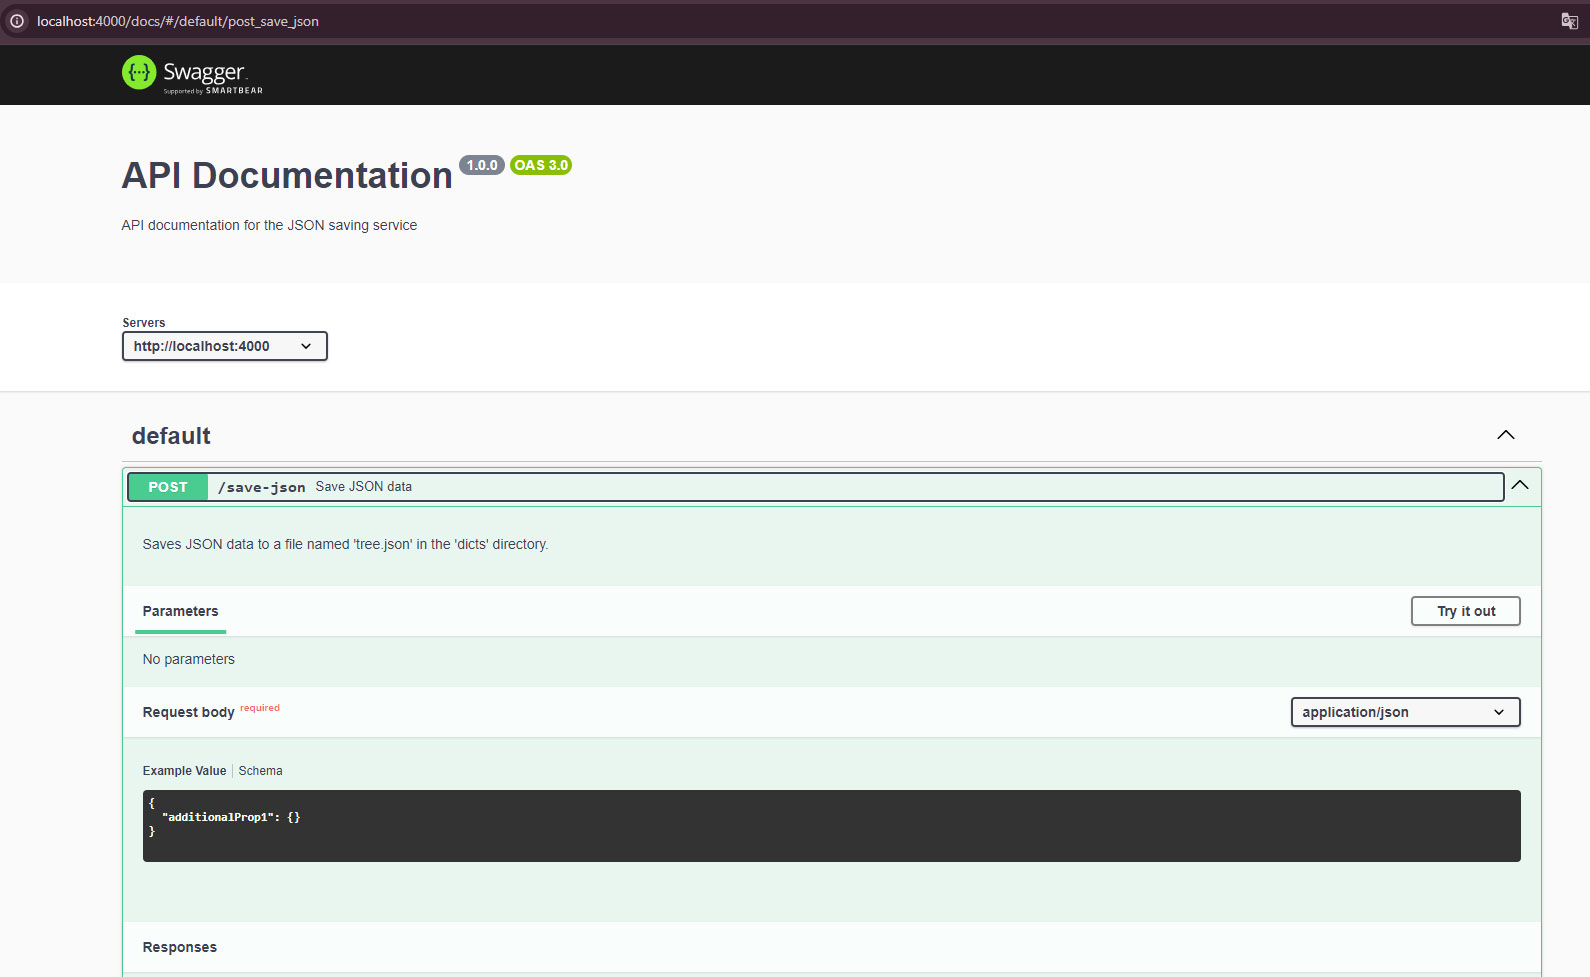 localhost:4000/docs/#/default/post_save_json
{···} Swagger.
Supported by SMARTBEAR
API Documentation 1.0.0 OAS 3.0
API documentation for the JSON saving service
Servers
http://localhost:4000
default
POST /save-json Save JSON data
Saves JSON data to a file named 'tree.json' in the 'dicts' directory.
Parameters Try it out
No parameters
Request body required application/json
Example Value Schema
{
"additionalProp1": {}
}
Responses